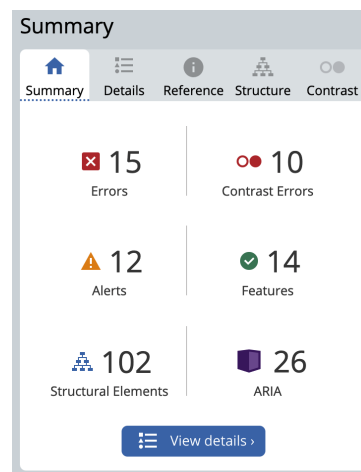 Summary
Summary Details Reference Structure Contrast
15 10
Errors Contrast Errors
12 14
Alerts Features
102 26
Structural Elements ARIA
View details ›